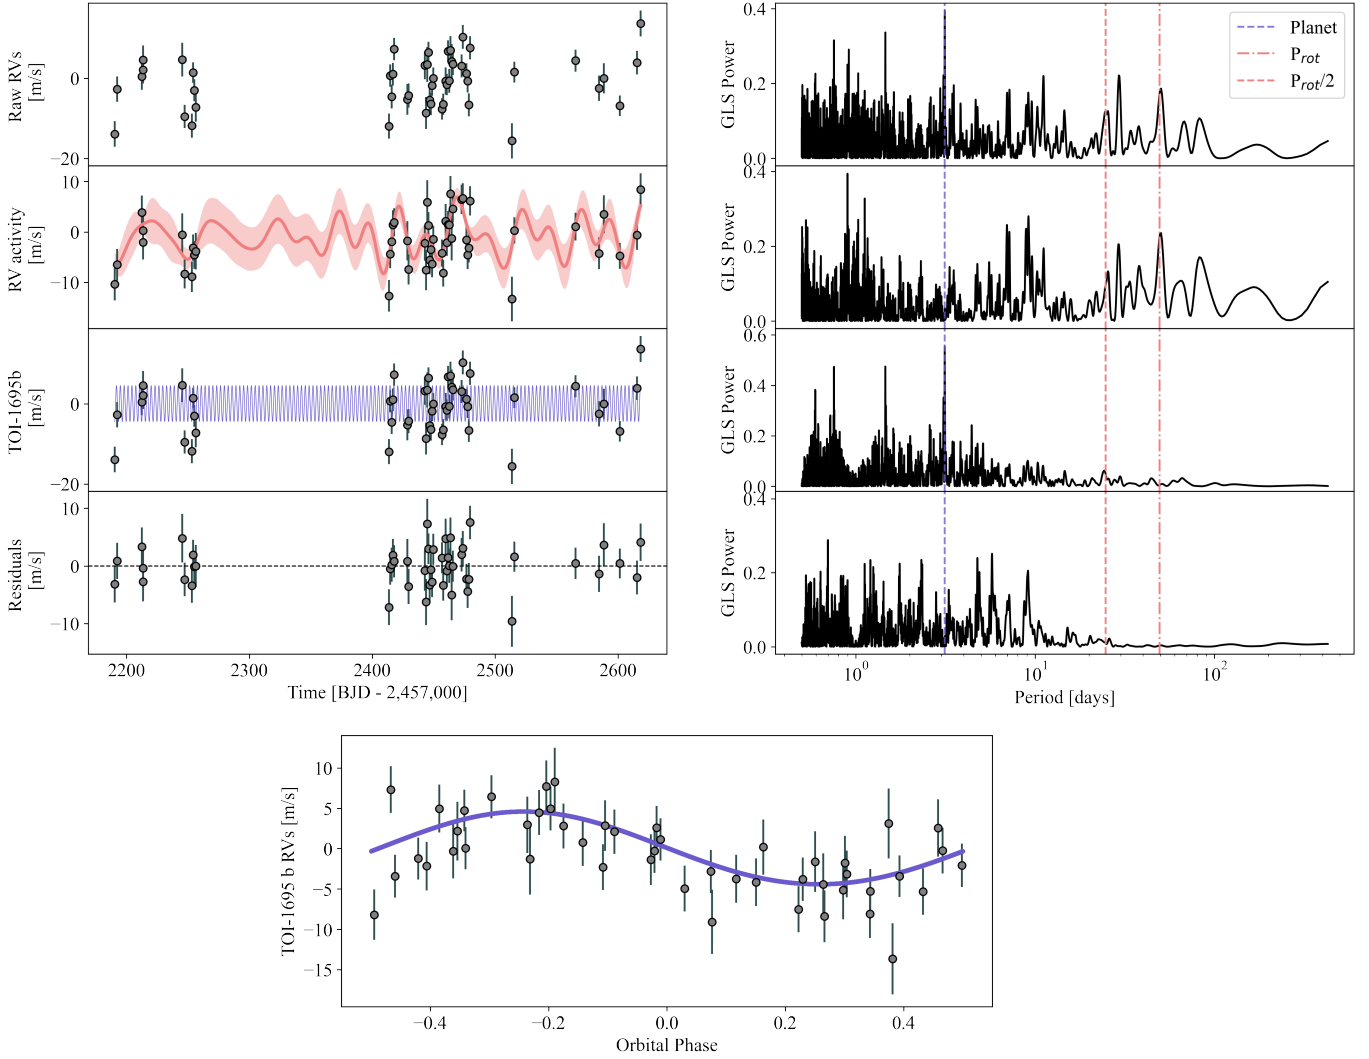 Raw RVs
[m/s]
0
−20
RV activity
[m/s]
10
0
−10
TOI-1695b
[m/s]
0
−20
Residuals
[m/s]
10
0
−10
2200
2300
2400
2500
2600
Time [BJD - 2,457,000]
GLS Power
0.4
0.2
0.0
Planet
P_rot
P_rot/2
GLS Power
0.4
0.2
0.0
GLS Power
0.6
0.4
0.2
0.0
GLS Power
0.4
0.2
0.0
10^0
10^1
10^2
Period [days]
TOI-1695 b RVs [m/s]
10
5
0
−5
−10
−15
−0.4
−0.2
0.0
0.2
0.4
Orbital Phase